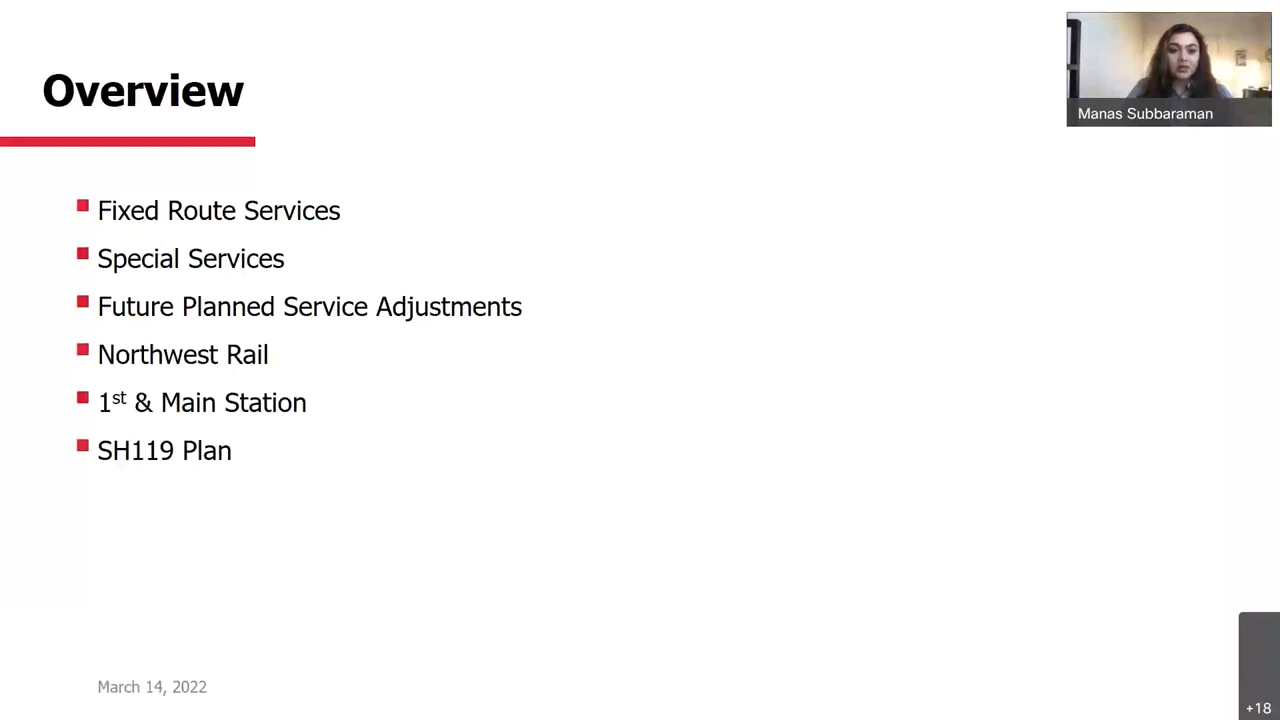 Overview
Manas Subbaraman
Fixed Route Services
Special Services
Future Planned Service Adjustments
Northwest Rail
1st & Main Station
SH119 Plan
March 14, 2022
+18